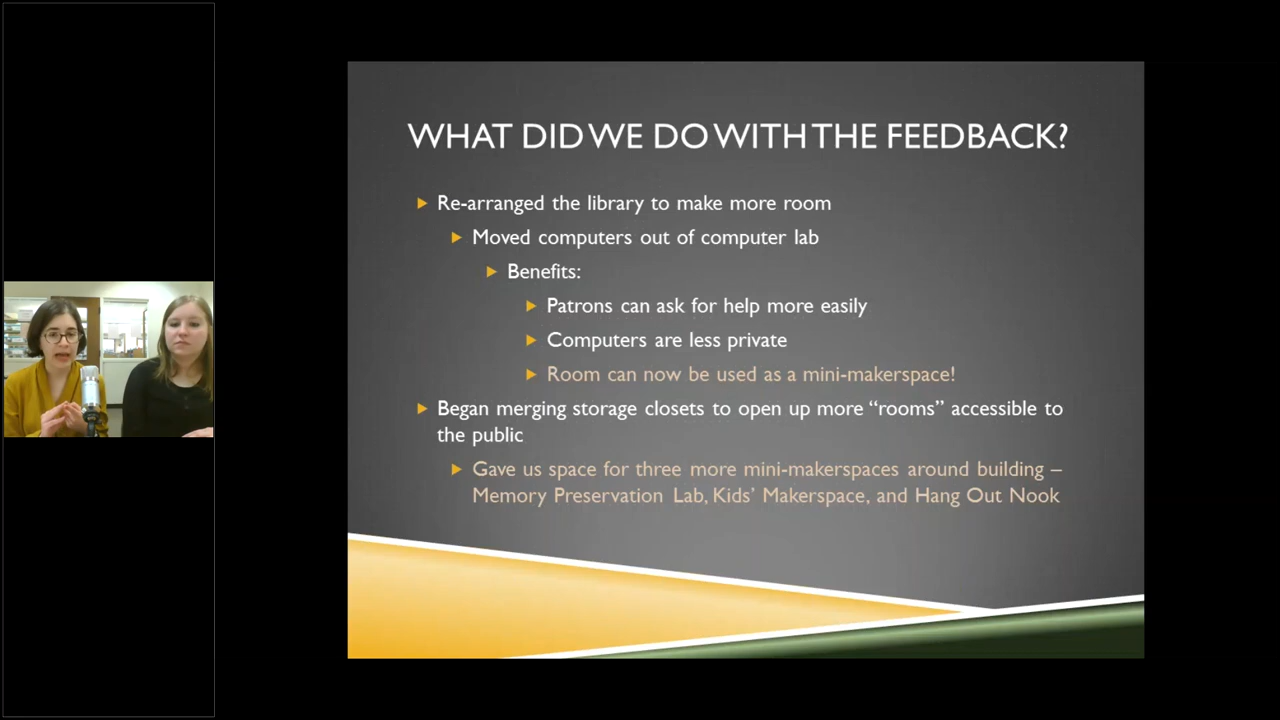 WHAT DID WE DO WITH THE FEEDBACK?
Re-arranged the library to make more room
Moved computers out of computer lab
Benefits:
Patrons can ask for help more easily
Computers are less private
Room can now be used as a mini-makerspace!
Began merging storage closets to open up more “rooms” accessible to
the public
Gave us space for three more mini-makerspaces around building –
Memory Preservation Lab, Kids’ Makerspace, and Hang Out Nook